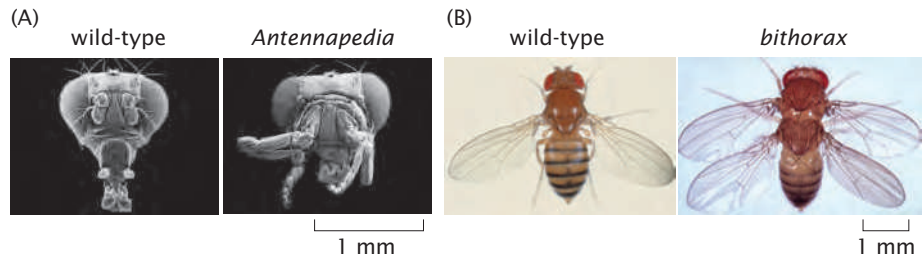 (A)
wild-type Antennapedia
1 mm
(B)
wild-type bithorax
1 mm